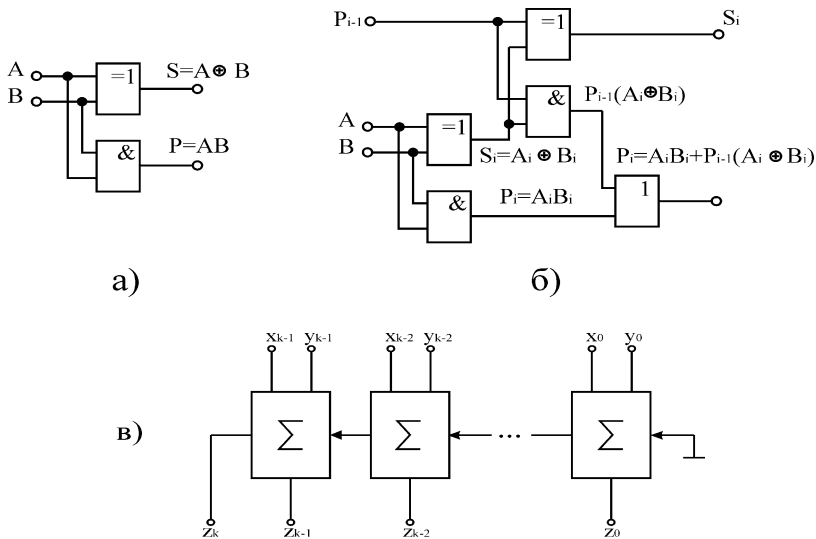 A
B
=1
S=A ⊕ B
&
P=AB
а)
Pi-1
=1
Si
&
Pi-1(Ai⊕Bi)
A
B
=1
Si=Ai ⊕ Bi
Pi=AiBi+Pi-1(Ai ⊕ Bi)
1
&
Pi=AiBi
б)
xk-1 yk-1 xk-2 yk-2 x0 y0
в)
Σ Σ ... Σ
zk zk-1 zk-2 z0